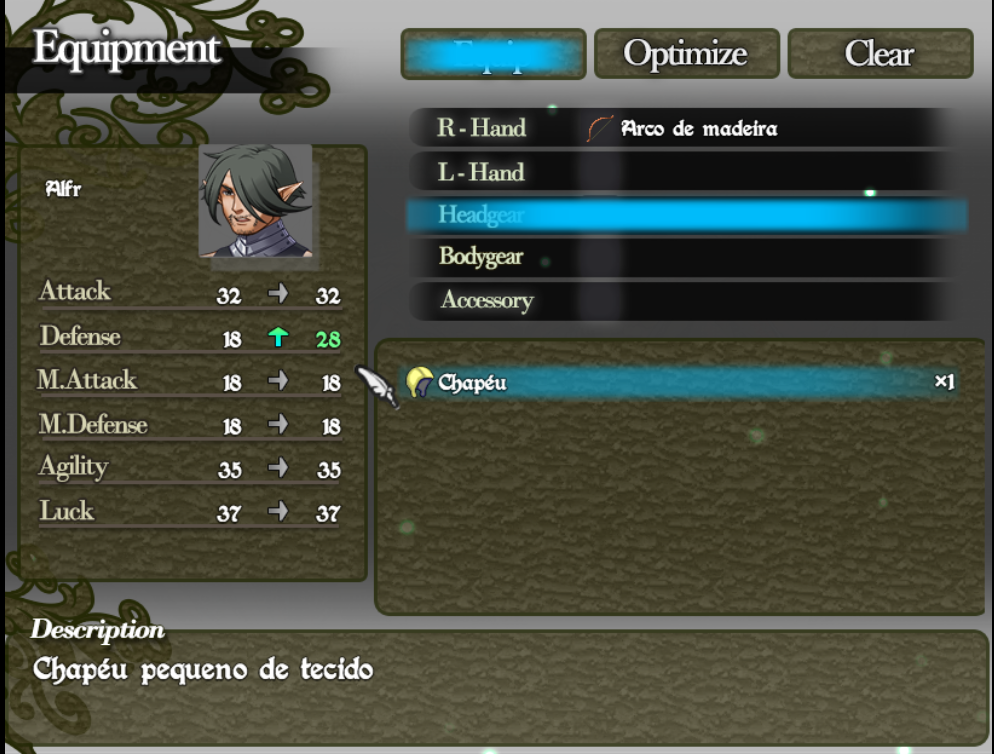 Equipment
Equip
Optimize
Clear
R-Hand Arco de madeira
L-Hand
Headgear
Bodygear
Accessory
Alfr
Attack 32 32
Defense 18 28
M.Attack 18 18
M.Defense 18 18
Agility 35 35
Luck 37 37
Chapéu ×1
Description
Chapéu pequeno de tecido